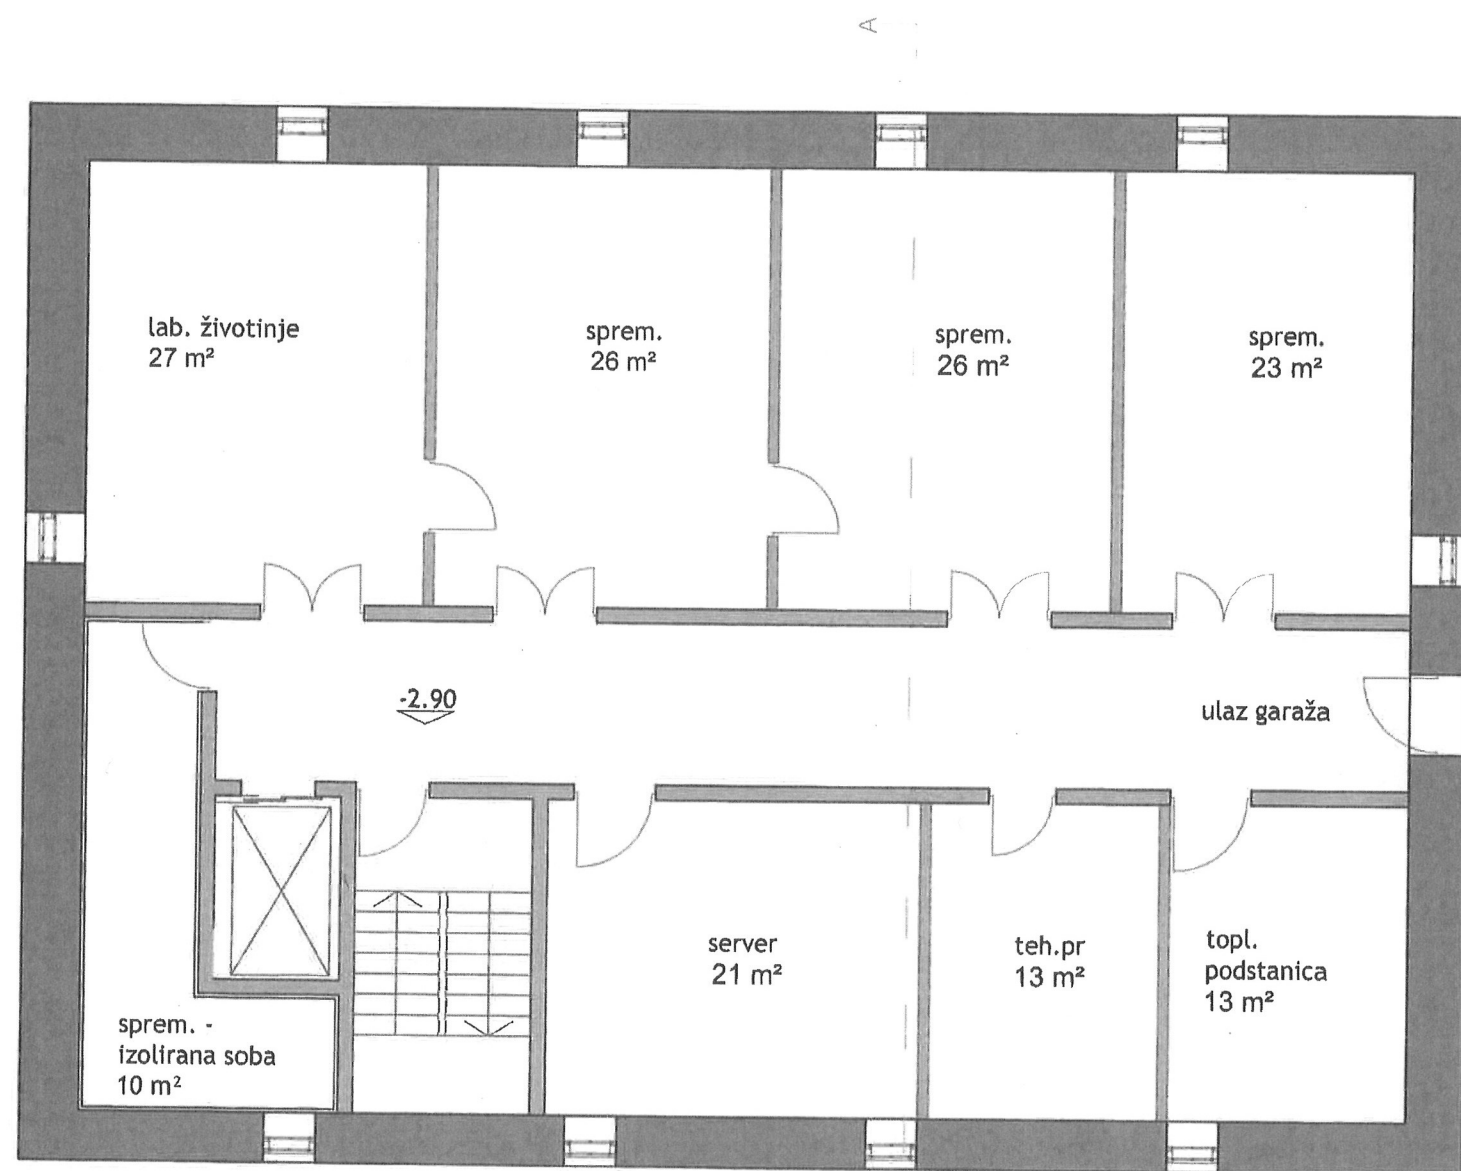 A
lab. životinje
27 m²
sprem.
26 m²
sprem.
26 m²
sprem.
23 m²
-2.90
ulaz garaža
server
21 m²
teh.pr
13 m²
topl.
podstanica
13 m²
sprem. -
izolirana soba
10 m²